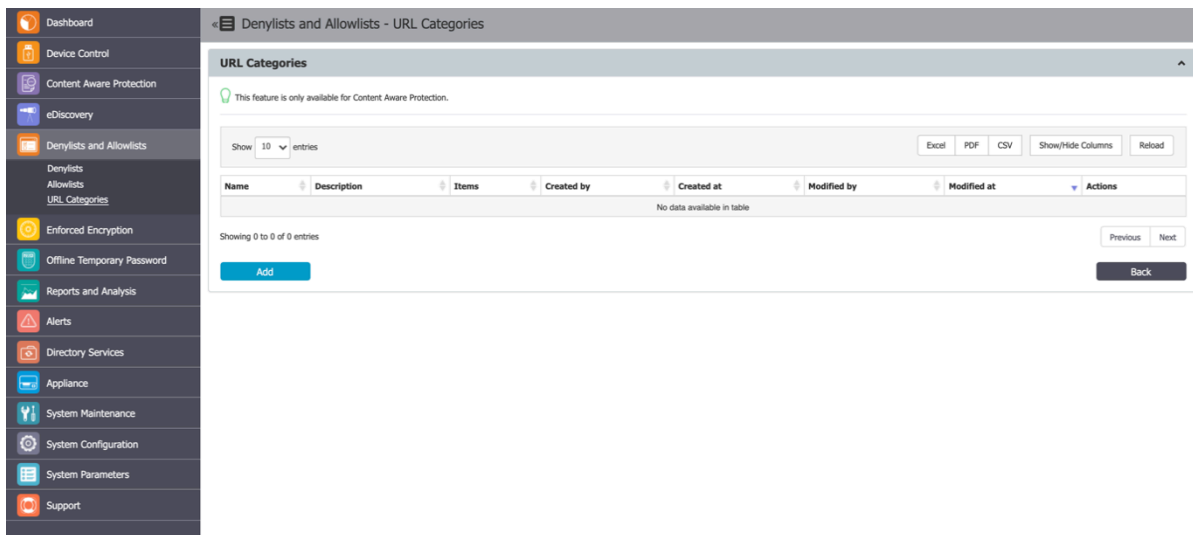 Dashboard
Device Control
Content Aware Protection
eDiscovery
Denylists and Allowlists
Denylists
Allowlists
URL Categories
Enforced Encryption
Offline Temporary Password
Reports and Analysis
Alerts
Directory Services
Appliance
System Maintenance
System Configuration
System Parameters
Support
« Denylists and Allowlists - URL Categories
URL Categories
This feature is only available for Content Aware Protection.
Show 10 entries Excel PDF CSV Show/Hide Columns Reload
Name Description Items Created by Created at Modified by Modified at Actions
No data available in table
Showing 0 to 0 of 0 entries Previous Next
Add Back